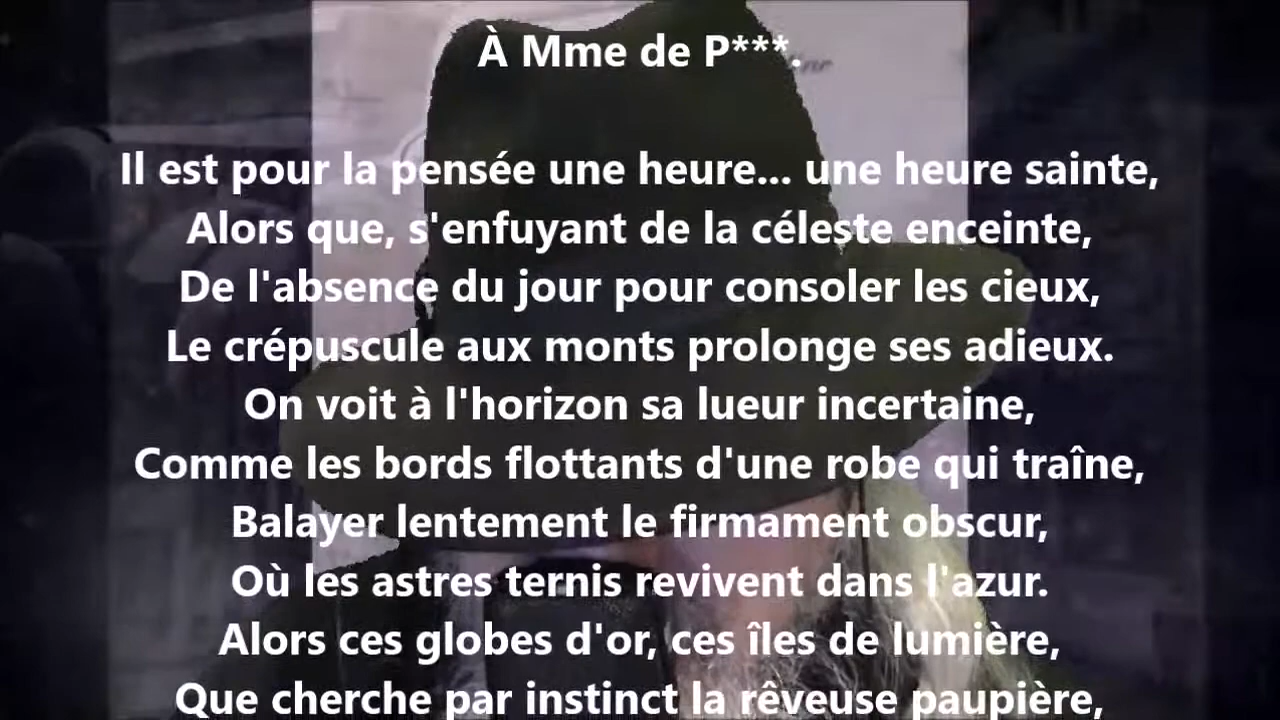 À Mme de P***.
Il est pour la pensée une heure... une heure sainte,
Alors que, s'enfuyant de la céleste enceinte,
De l'absence du jour pour consoler les cieux,
Le crépuscule aux monts prolonge ses adieux.
On voit à l'horizon sa lueur incertaine,
Comme les bords flottants d'une robe qui traîne,
Balayer lentement le firmament obscur,
Où les astres ternis revivent dans l'azur.
Alors ces globes d'or, ces îles de lumière,
Que cherche par instinct la rêveuse paupière,